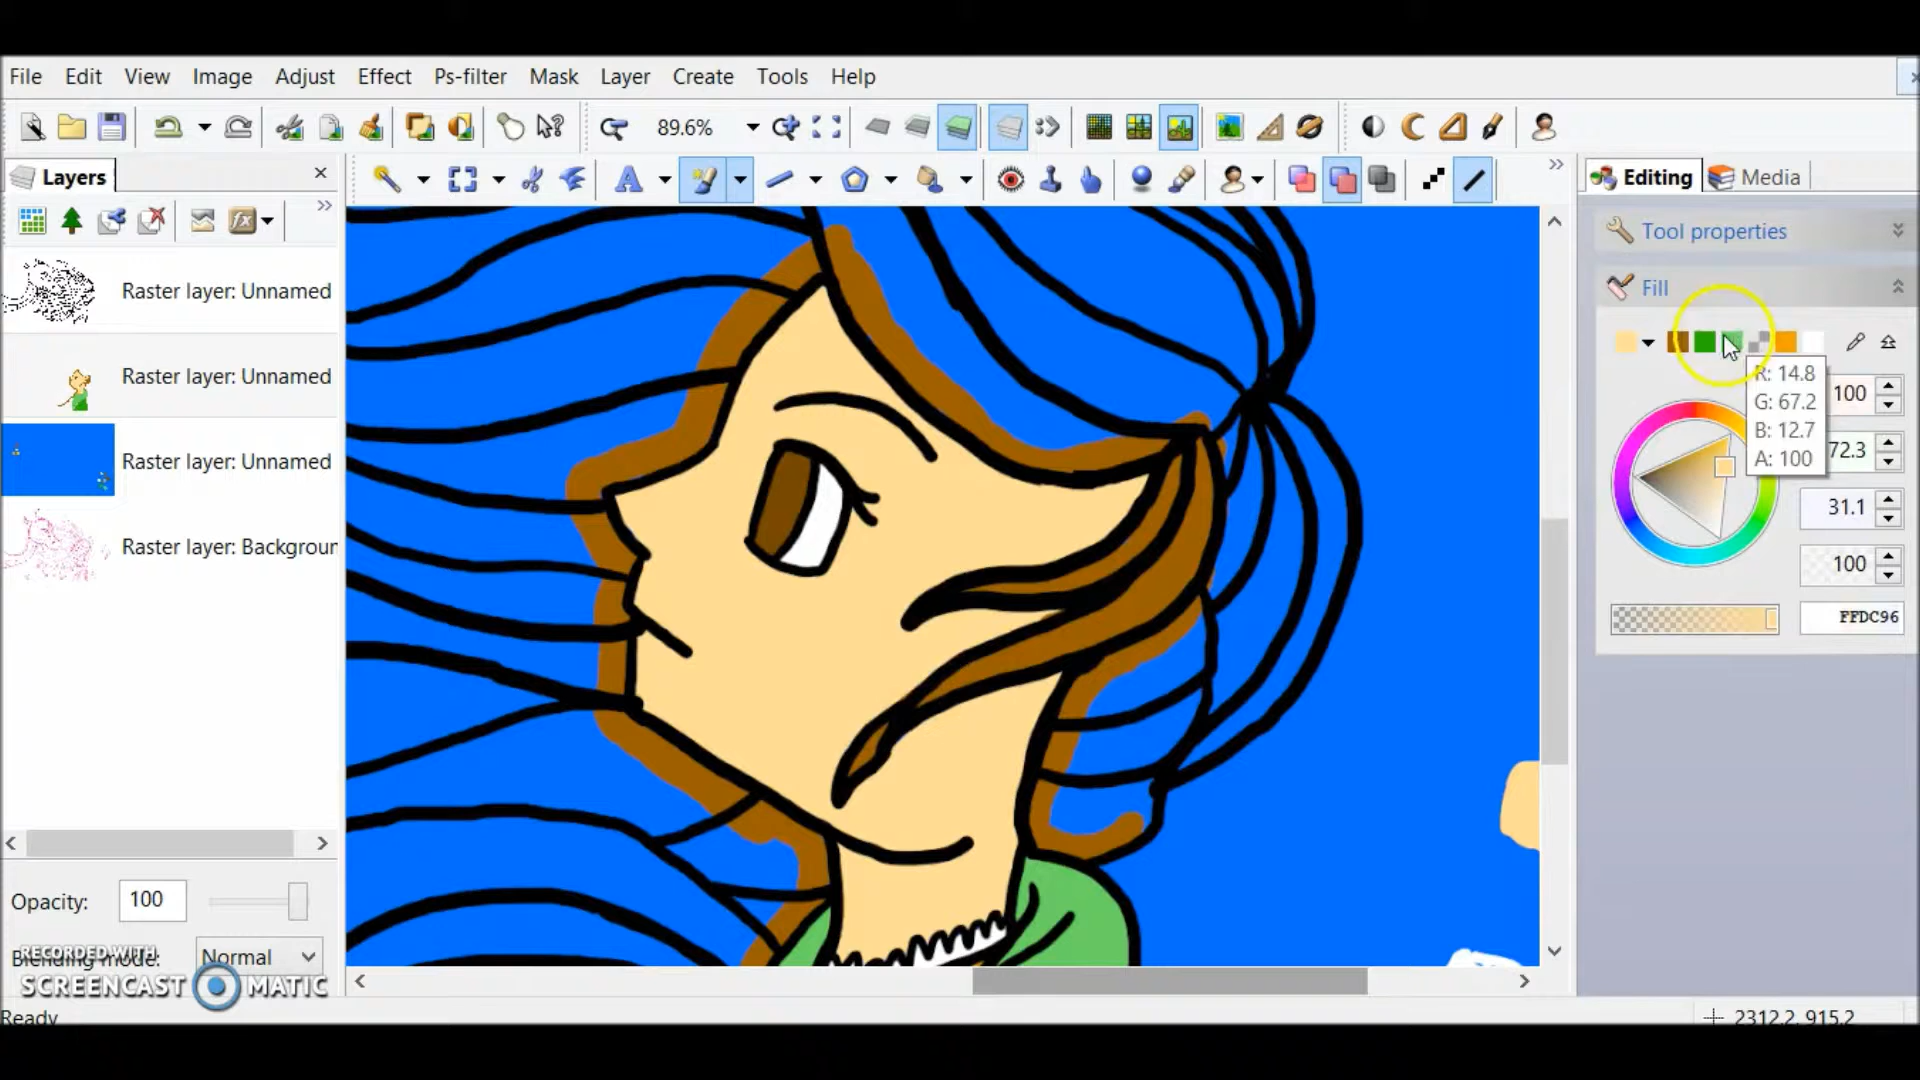 File Edit View Image Adjust Effect Ps-filter Mask Layer Create Tools Help
89.6%
Layers
Editing Media
Tool properties
Fill
Raster layer: Unnamed
Raster layer: Unnamed
Raster layer: Unnamed
Raster layer: Backgroun
R: 14.8
G: 67.2
B: 12.7
A: 100
100
72.3
31.1
100
FFDC96
Opacity: 100
Blending mode: Normal
RECORDED WITH
SCREENCAST MATIC
Ready
2312.2, 915.2